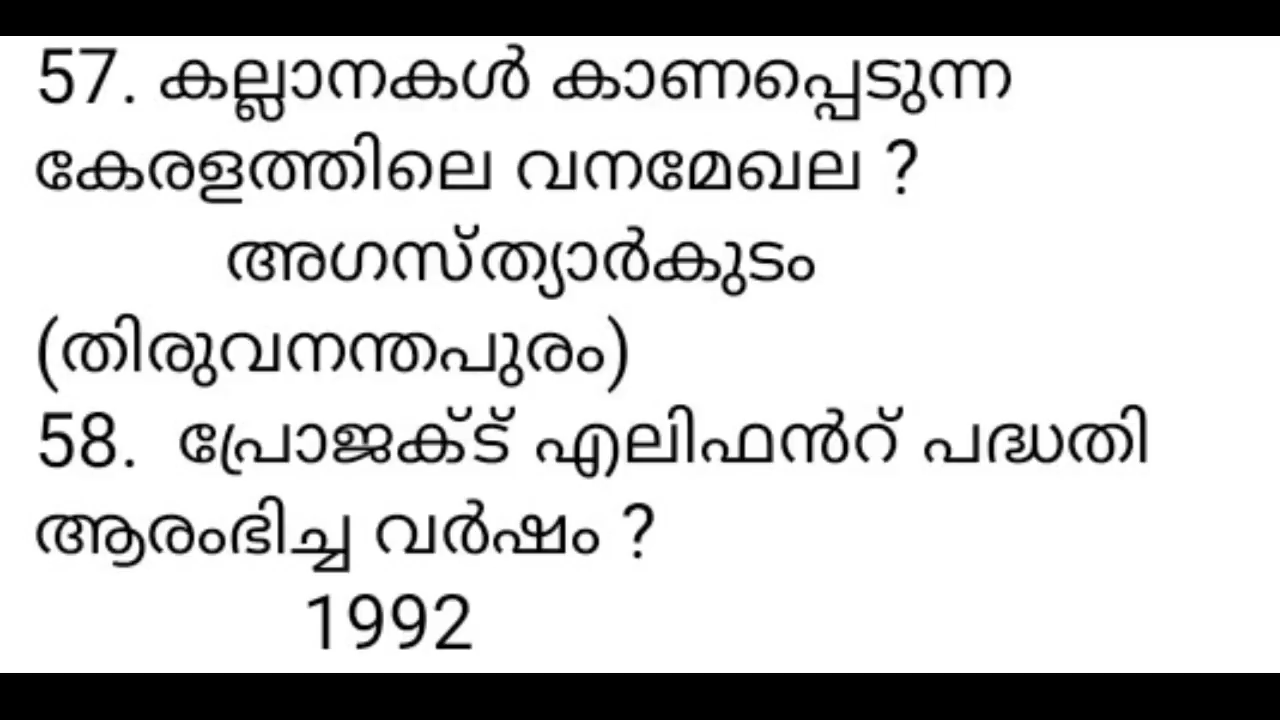 57. കല്ലാനകൾ കാണപ്പെടുന്ന
കേരളത്തിലെ വനമേഖല ?
അഗസ്ത്യാർകുടം
(തിരുവനന്തപുരം)
58. പ്രോജക്ട് എലിഫൻറ് പദ്ധതി
ആരംഭിച്ച വർഷം ?
1992